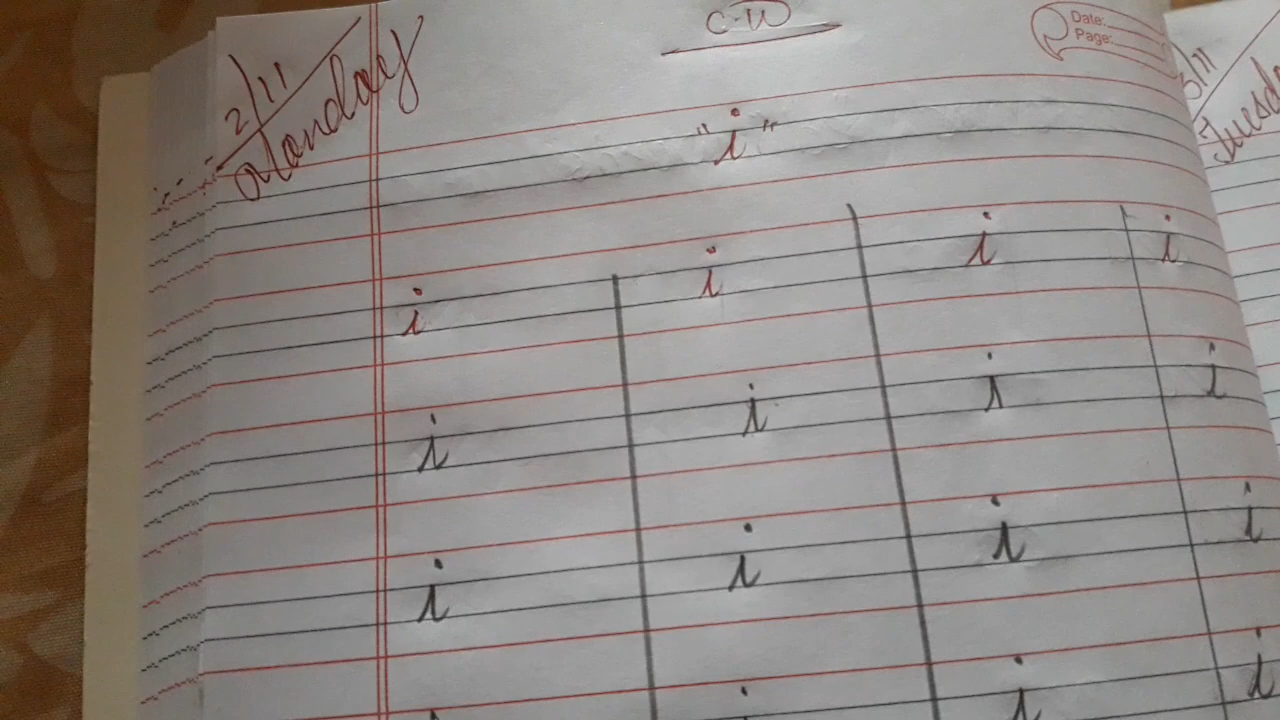 C.W
Date:
Page:
2/11
Monday
"i"
i i i i
i i i i
i i i i
i i i i